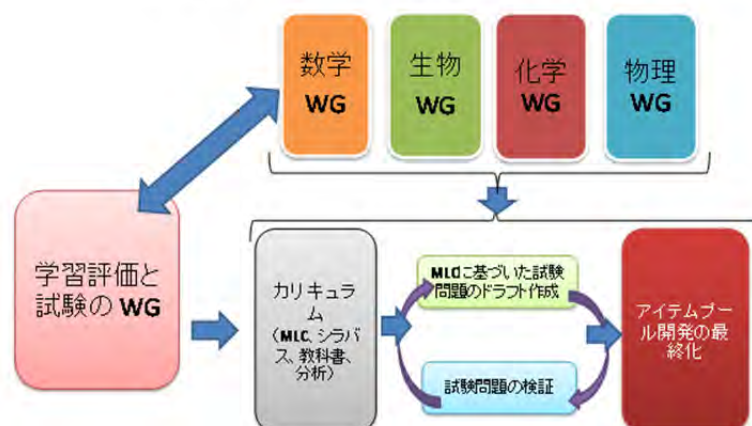 数学
WG
生物
WG
化学
WG
物理
WG
学習評価と
試験の WG
カリキュラ
ム
(MLC、シラバ
ス、教科書、
分析)
MLCに基づいた試験
問題のドラフト作成
試験問題の検証
アイテムプー
ル開発の最
終化